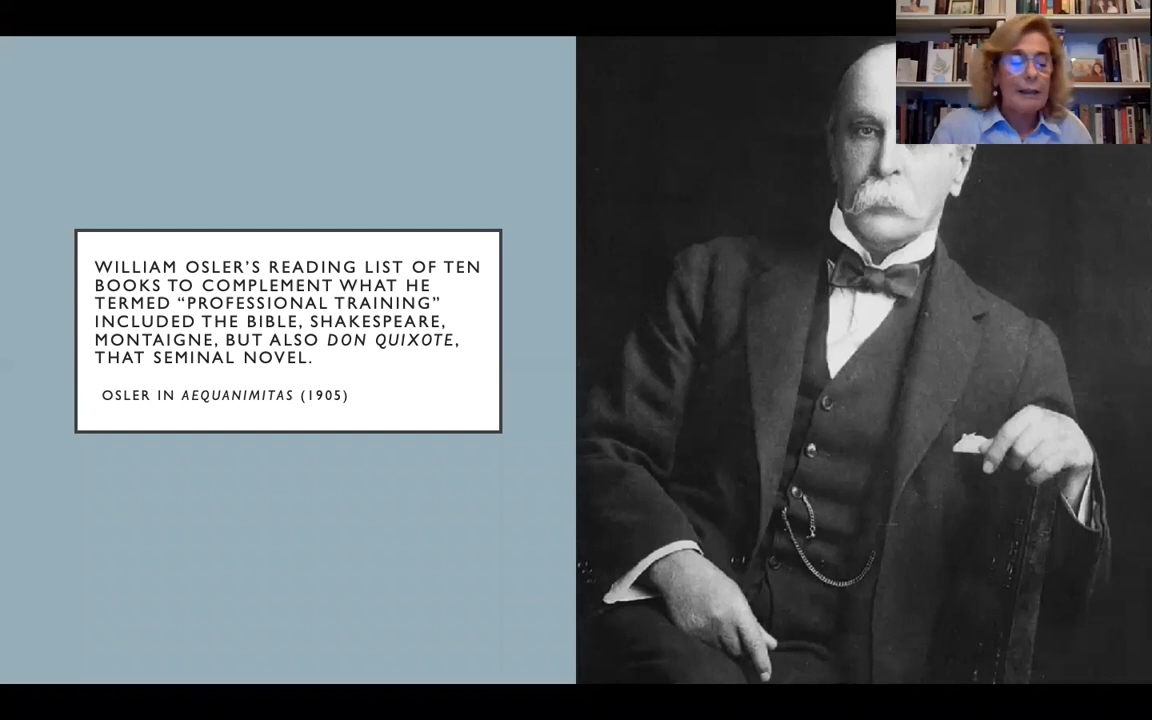 WILLIAM OSLER’S READING LIST OF TEN
BOOKS TO COMPLEMENT WHAT HE
TERMED “PROFESSIONAL TRAINING”
INCLUDED THE BIBLE, SHAKESPEARE,
MONTAIGNE, BUT ALSO DON QUIXOTE,
THAT SEMINAL NOVEL.
OSLER IN AEQUANIMITAS (1905)